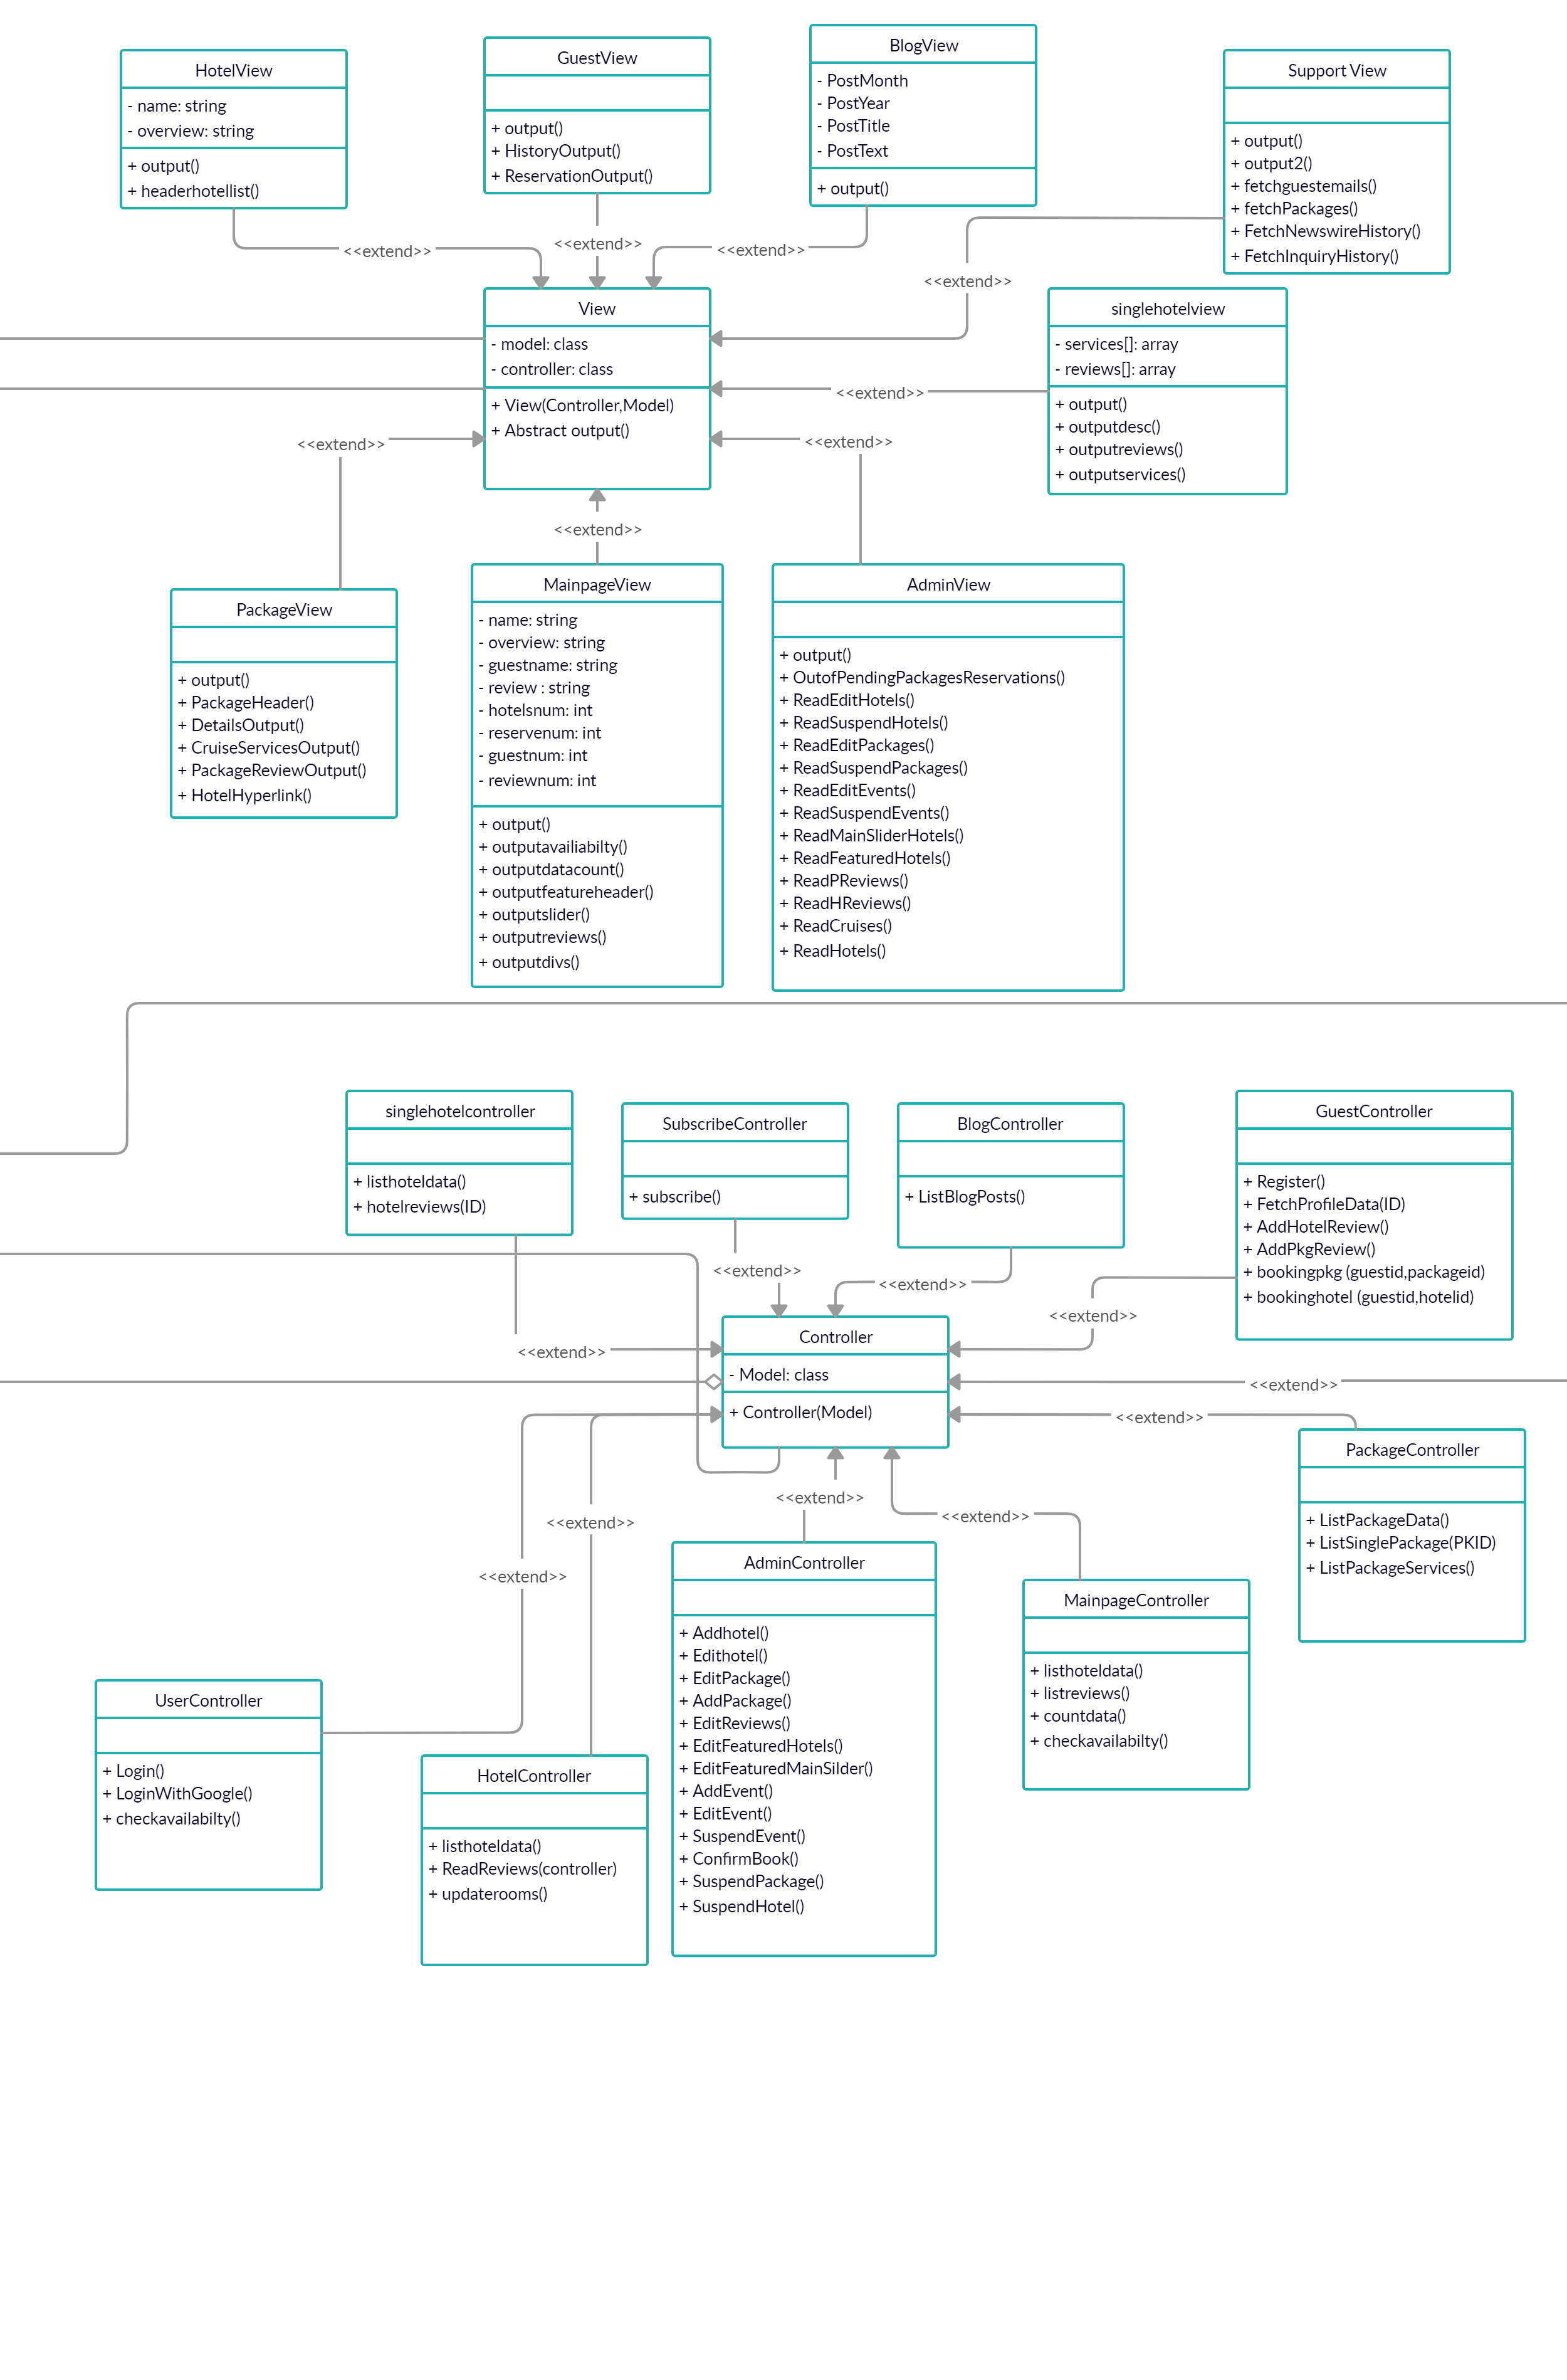 HotelView
- name: string
- overview: string
+ output()
+ headerhotellist()
GuestView
+ output()
+ HistoryOutput()
+ ReservationOutput()
BlogView
- PostMonth
- PostYear
- PostTitle
- PostText
+ output()
Support View
+ output()
+ output2()
+ fetchguestemails()
+ fetchPackages()
+ FetchNewswireHistory()
+ FetchInquiryHistory()
<<extend>>
<<extend>>
<<extend>>
<<extend>>
View
- model: class
- controller: class
+ View(Controller,Model)
+ Abstract output()
singlehotelview
- services[]: array
- reviews[]: array
+ output()
+ outputdesc()
+ outputreviews()
+ outputservices()
<<extend>>
<<extend>>
<<extend>>
<<extend>>
PackageView
+ output()
+ PackageHeader()
+ DetailsOutput()
+ CruiseServicesOutput()
+ PackageReviewOutput()
+ HotelHyperlink()
MainpageView
- name: string
- overview: string
- guestname: string
- review : string
- hotelsnum: int
- reservenum: int
- guestnum: int
- reviewnum: int
+ output()
+ outputavailiabilty()
+ outputdatacount()
+ outputfeatureheader()
+ outputslider()
+ outputreviews()
+ outputdivs()
AdminView
+ output()
+ OutofPendingPackagesReservations()
+ ReadEditHotels()
+ ReadSuspendHotels()
+ ReadEditPackages()
+ ReadSuspendPackages()
+ ReadEditEvents()
+ ReadSuspendEvents()
+ ReadMainSliderHotels()
+ ReadFeaturedHotels()
+ ReadPReviews()
+ ReadHReviews()
+ ReadCruises()
+ ReadHotels()
singlehotelcontroller
+ listhoteldata()
+ hotelreviews(ID)
SubscribeController
+ subscribe()
BlogController
+ ListBlogPosts()
GuestController
+ Register()
+ FetchProfileData(ID)
+ AddHotelReview()
+ AddPkgReview()
+ bookingpkg (guestid,packageid)
+ bookinghotel (guestid,hotelid)
<<extend>>
<<extend>>
<<extend>>
<<extend>>
Controller
- Model: class
+ Controller(Model)
<<extend>>
<<extend>>
<<extend>>
<<extend>>
<<extend>>
<<extend>>
PackageController
+ ListPackageData()
+ ListSinglePackage(PKID)
+ ListPackageServices()
AdminController
+ Addhotel()
+ Edithotel()
+ EditPackage()
+ AddPackage()
+ EditReviews()
+ EditFeaturedHotels()
+ EditFeaturedMainSilder()
+ AddEvent()
+ EditEvent()
+ SuspendEvent()
+ ConfirmBook()
+ SuspendPackage()
+ SuspendHotel()
MainpageController
+ listhoteldata()
+ listreviews()
+ countdata()
+ checkavailabilty()
UserController
+ Login()
+ LoginWithGoogle()
+ checkavailabilty()
HotelController
+ listhoteldata()
+ ReadReviews(controller)
+ updaterooms()